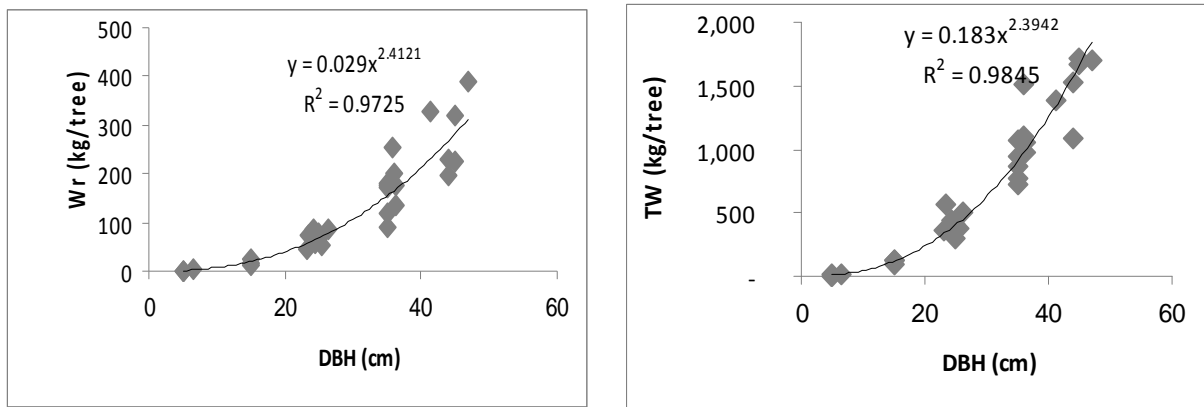 500
400
300
200
100
0
Wr (kg/tree)
y = 0.029x^2.4121
R² = 0.9725
0 20 40 60
DBH (cm)
2,000
1,500
1,000
500
-
TW (kg/tree)
y = 0.183x^2.3942
R² = 0.9845
0 20 40 60
DBH (cm)